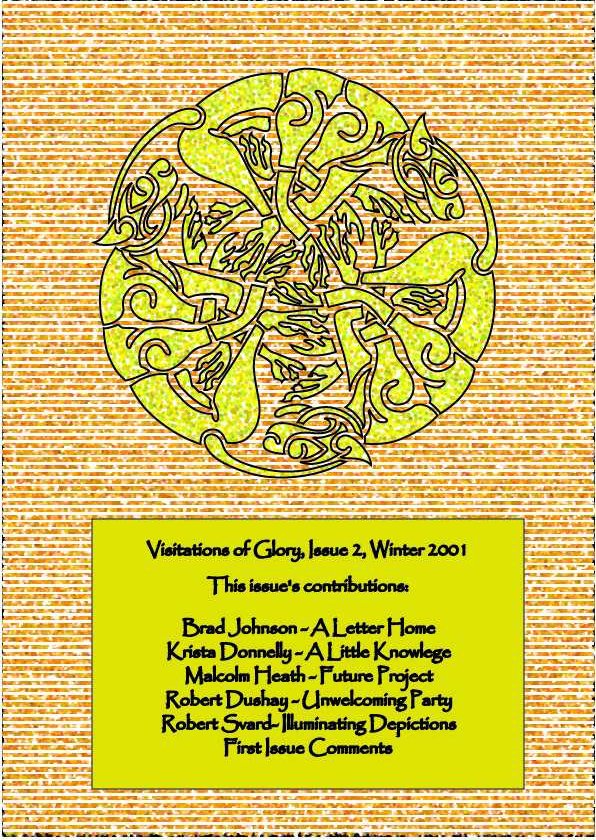 Visitations of Glory, Issue 2, Winter 2001
This issue's contributions:
Brad Johnson - A Letter Home
Krista Donnelly - A Little Knowlege
Malcolm Heath - Future Project
Robert Dushay - Unwelcoming Party
Robert Svard- Illuminating Depictions
First Issue Comments